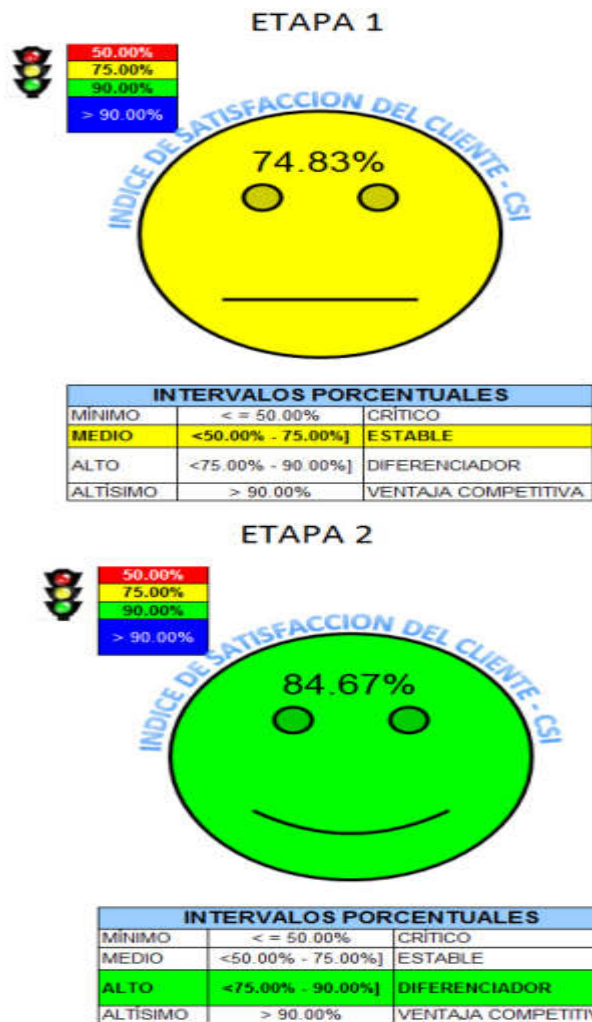 ETAPA 1
50.00%
75.00%
90.00%
> 90.00%
INDICE DE SATISFACCION DEL CLIENTE - CSI
74.83%
INTERVALOS PORCENTUALES
MÍNIMO < = 50.00% CRÍTICO
MEDIO <50.00% - 75.00%] ESTABLE
ALTO <75.00% - 90.00%] DIFERENCIADOR
ALTÍSIMO > 90.00% VENTAJA COMPETITIVA
ETAPA 2
50.00%
75.00%
90.00%
> 90.00%
INDICE DE SATISFACCION DEL CLIENTE - CSI
84.67%
INTERVALOS PORCENTUALES
MÍNIMO < = 50.00% CRÍTICO
MEDIO <50.00% - 75.00%] ESTABLE
ALTO <75.00% - 90.00%] DIFERENCIADOR
ALTÍSIMO > 90.00% VENTAJA COMPETITIV